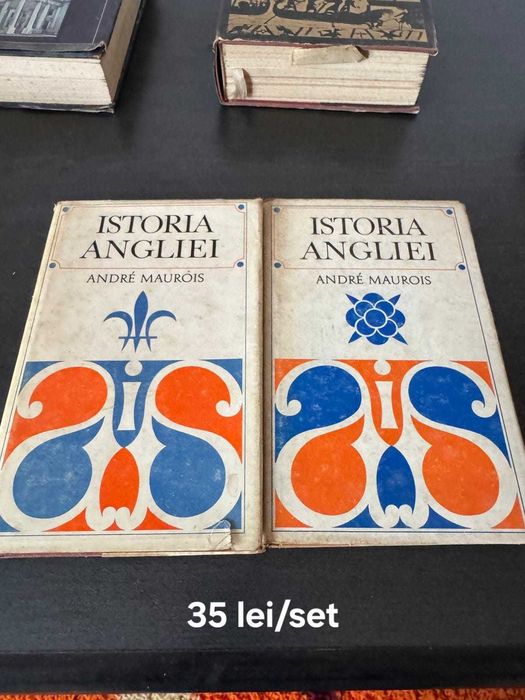 ISTORIA
ANGLIEI
ANDRÉ MAUROIS
ISTORIA
ANGLIEI
ANDRÉ MAUROIS
35 lei/set